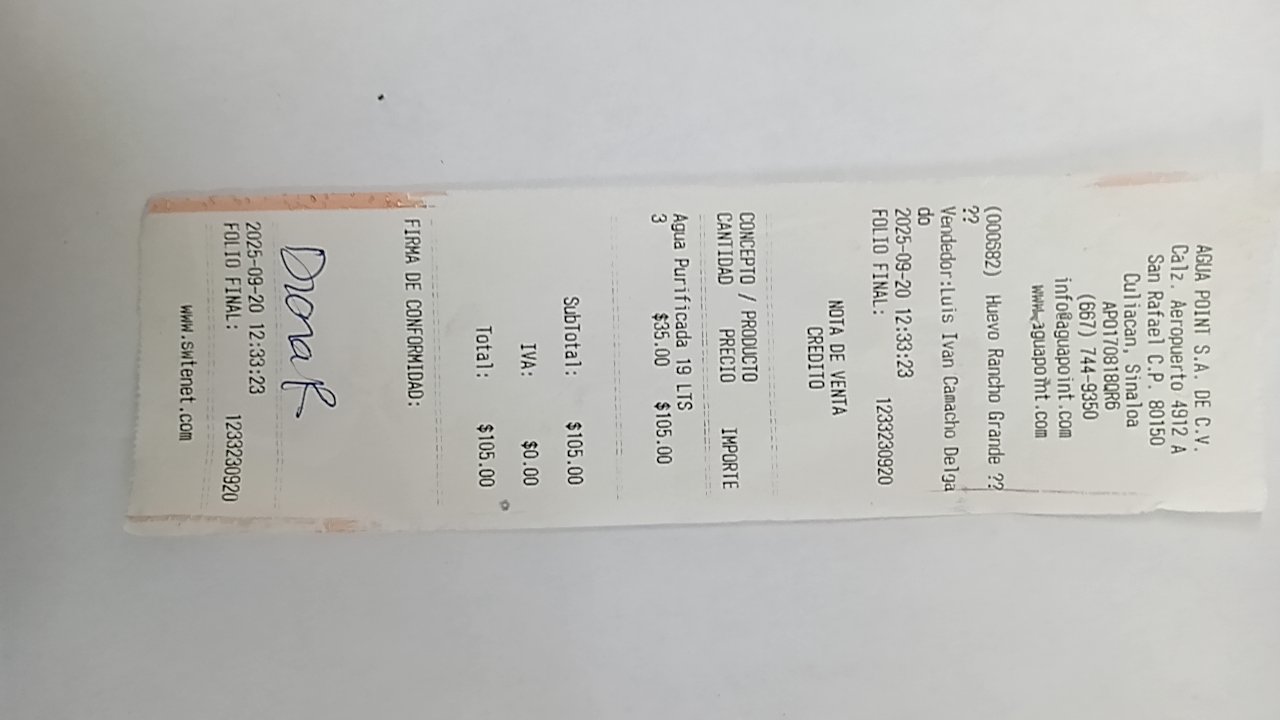 AGUA POINT S.A. DE C.V.
Calz. Aeropuerto 4912 A
San Rafael C.P. 80150
Culiacan, Sinaloa
APO170818QR6
(667) 744-9350
info@aguapoint.com
www.aguapoint.com
(000682) Huevo Rancho Grande ??
??
Vendedor:Luis Ivan Camacho Delga
do
2025-09-20 12:33:23
FOLIO FINAL: 1233230920
NOTA DE VENTA
CREDITO
CONCEPTO / PRODUCTO
CANTIDAD PRECIO IMPORTE
Agua Purificada 19 LTS
3 $35.00 $105.00
SubTotal: $105.00
IVA: $0.00
Total: $105.00
FIRMA DE CONFORMIDAD:
Diana R
2025-09-20 12:33:23
FOLIO FINAL: 1233230920
www.swtenet.com